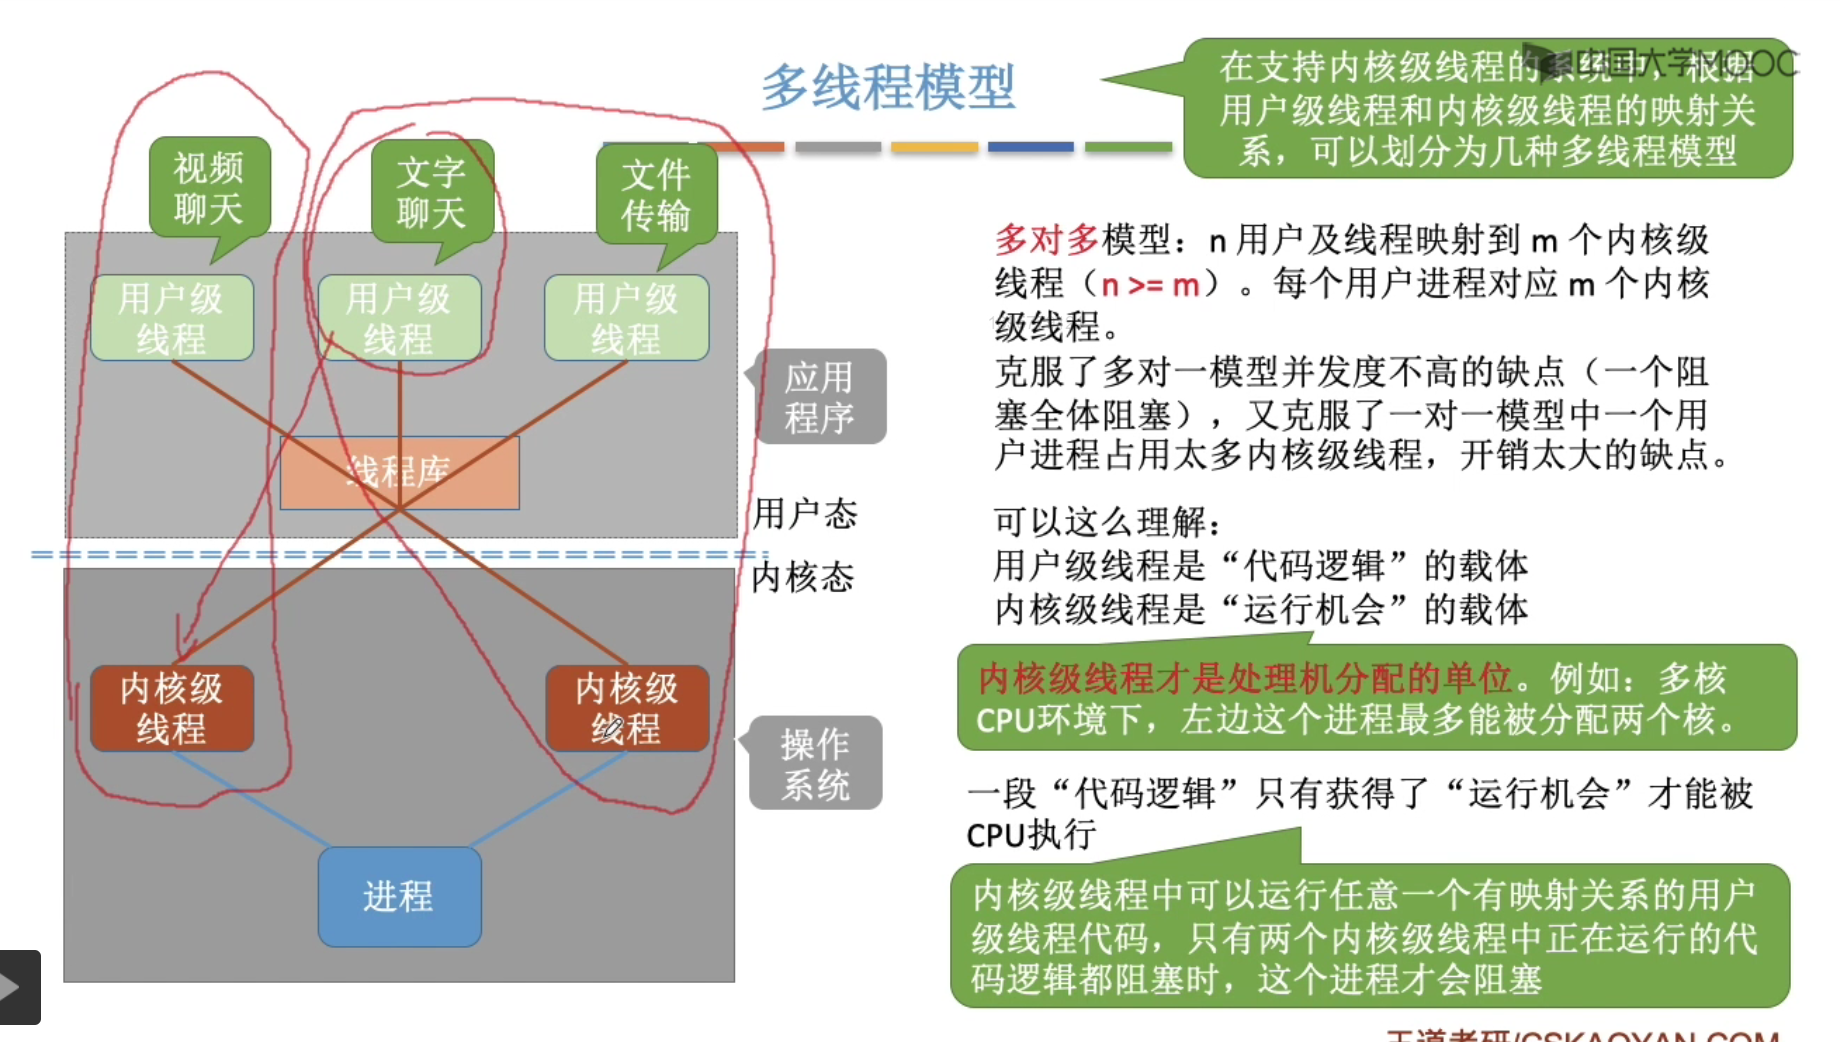 多线程模型
在支持内核级线程的系统中，根据
用户级线程和内核级线程的映射关
系，可以划分为几种多线程模型
中国大学MOOC
视频
聊天
文字
聊天
文件
传输
用户级
线程
用户级
线程
用户级
线程
线程库
应用
程序
用户态
内核态
内核级
线程
内核级
线程
操作
系统
进程
多对多模型：n 用户及线程映射到 m 个内核级
线程（n >= m）。每个用户进程对应 m 个内核
级线程。
克服了多对一模型并发度不高的缺点（一个阻
塞全体阻塞），又克服了一对一模型中一个用
户进程占用太多内核级线程，开销太大的缺点。
可以这么理解：
用户级线程是“代码逻辑”的载体
内核级线程是“运行机会”的载体
内核级线程才是处理机分配的单位。例如：多核
CPU环境下，左边这个进程最多能被分配两个核。
一段“代码逻辑”只有获得了“运行机会”才能被
CPU执行
内核级线程中可以运行任意一个有映射关系的用户
级线程代码，只有两个内核级线程中正在运行的代
码逻辑都阻塞时，这个进程才会阻塞
王道考研/CSKAOYAN.COM